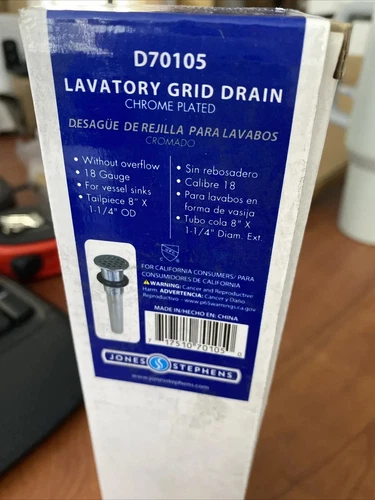 D70105
LAVATORY GRID DRAIN
CHROME PLATED
DESAGÜE DE REJILLA PARA LAVABOS
CROMADO
• Without overflow
• 18 Gauge
• For vessel sinks
• Tailpiece 8" X
1-1/4" OD
• Sin rebosadero
• Calibre 18
• Para lavabos en
forma de vasija
• Tubo cola 8" X
1-1/4" Diam. Ext.
FOR CALIFORNIA CONSUMERS/ PARA
CONSUMIDORES DE CALIFORNIA
WARNING: Cancer and Reproductive
Harm. ADVERTENCIA: Cancer y Daño
Reproductivo - www.p65warnings.ca.gov
MADE IN/HECHO EN: CHINA
17510 70105
JONES STEPHENS
www.jonesstephens.com